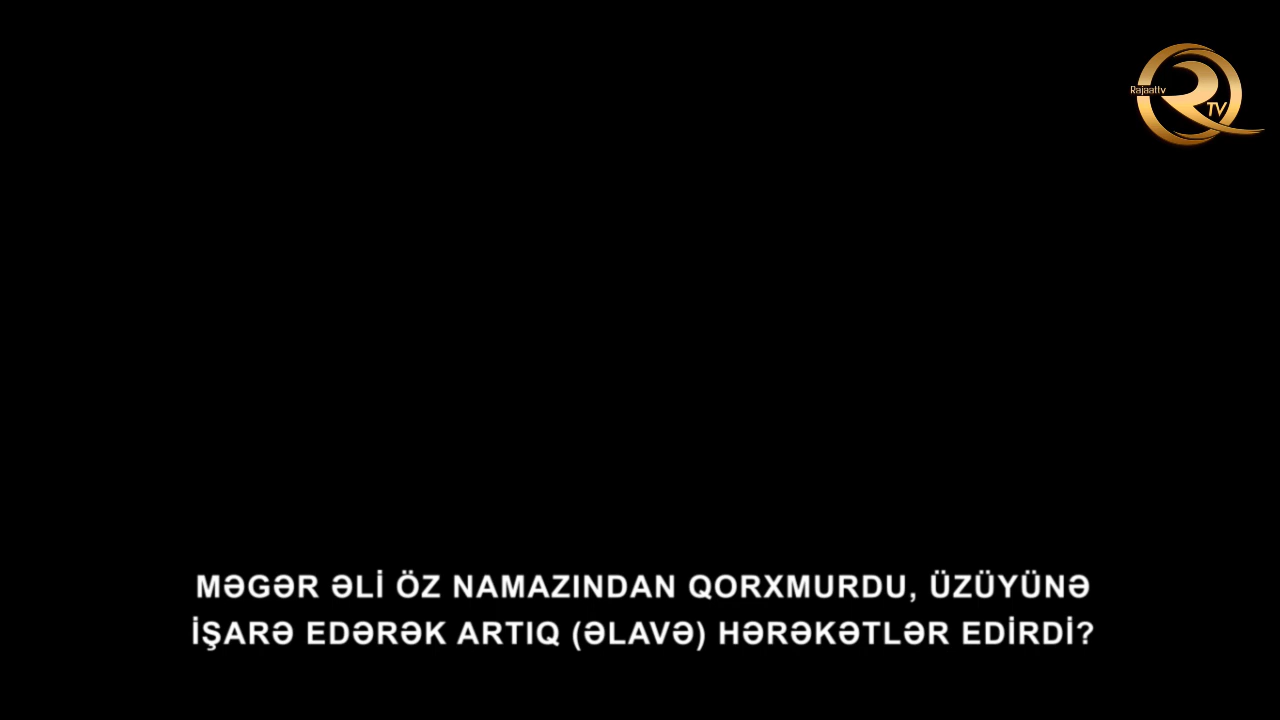 Rajaattv
TV
MƏGƏR ƏLİ ÖZ NAMAZINDAN QORXMURDU, ÜZÜYÜNƏ
İŞARƏ EDƏRƏK ARTIQ (ƏLAVƏ) HƏRƏKƏTLƏR EDİRDİ?